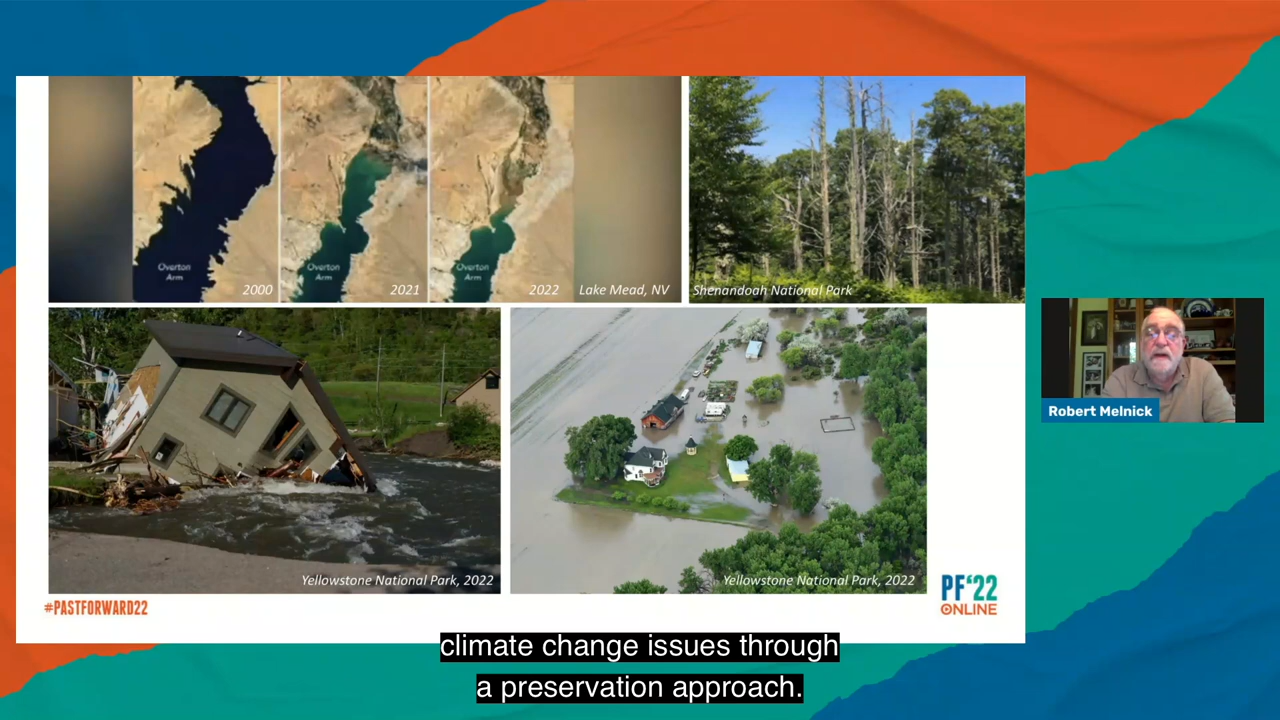 Overton
Arm
2000
Overton
Arm
2021
Overton
Arm
2022
Lake Mead, NV
Shenandoah National Park
Robert Melnick
Yellowstone National Park, 2022
Yellowstone National Park, 2022
#PASTFORWARD22
PF‘22
ONLINE
climate change issues through
a preservation approach.